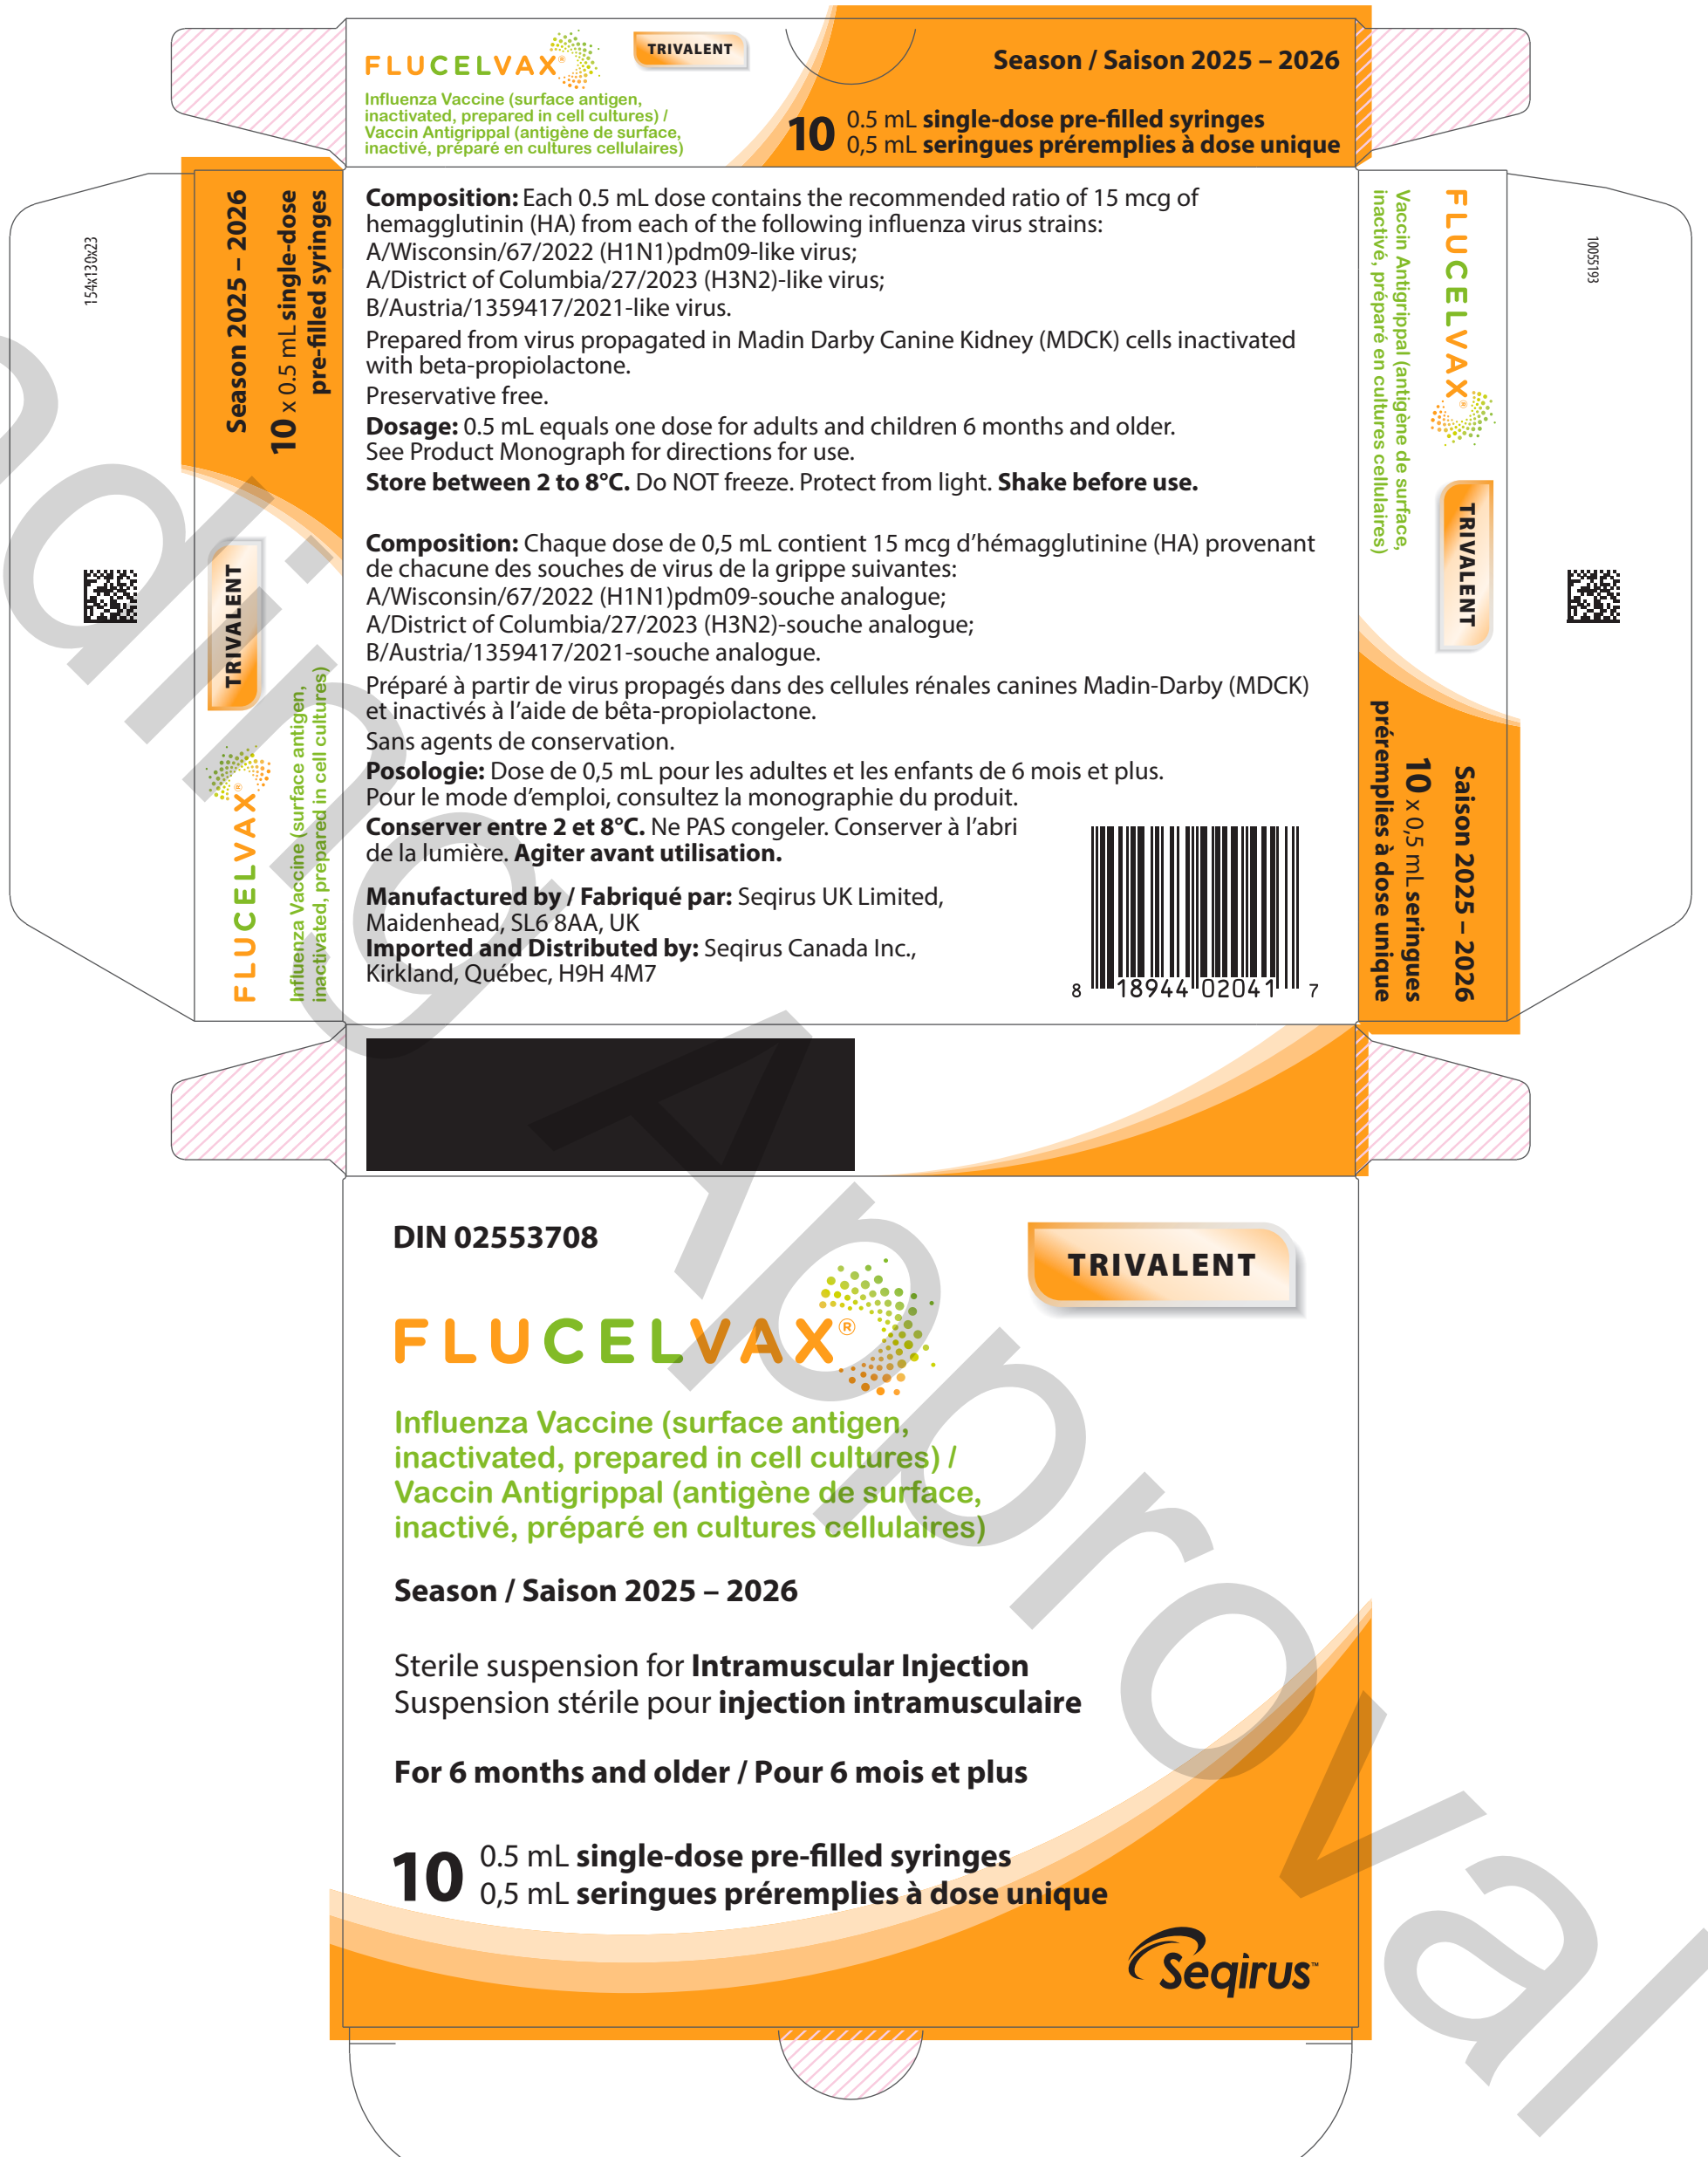 FLUCELVAX®
TRIVALENT
Influenza Vaccine (surface antigen,
inactivated, prepared in cell cultures) /
Vaccin Antigrippal (antigène de surface,
inactivé, préparé en cultures cellulaires)
Season / Saison 2025 – 2026
10 0.5 mL single-dose pre-filled syringes
0,5 mL seringues préremplies à dose unique
154x130x23
Season 2025 – 2026
10 x 0.5 mL single-dose
pre-filled syringes
TRIVALENT
FLUCELVAX®
Influenza Vaccine (surface antigen,
inactivated, prepared in cell cultures)
Composition: Each 0.5 mL dose contains the recommended ratio of 15 mcg of
hemagglutinin (HA) from each of the following influenza virus strains:
A/Wisconsin/67/2022 (H1N1)pdm09-like virus;
A/District of Columbia/27/2023 (H3N2)-like virus;
B/Austria/1359417/2021-like virus.
Prepared from virus propagated in Madin Darby Canine Kidney (MDCK) cells inactivated
with beta-propiolactone.
Preservative free.
Dosage: 0.5 mL equals one dose for adults and children 6 months and older.
See Product Monograph for directions for use.
Store between 2 to 8°C. Do NOT freeze. Protect from light. Shake before use.
Composition: Chaque dose de 0,5 mL contient 15 mcg d'hémagglutinine (HA) provenant
de chacune des souches de virus de la grippe suivantes:
A/Wisconsin/67/2022 (H1N1)pdm09-souche analogue;
A/District of Columbia/27/2023 (H3N2)-souche analogue;
B/Austria/1359417/2021-souche analogue.
Préparé à partir de virus propagés dans des cellules rénales canines Madin-Darby (MDCK)
et inactivés à l'aide de bêta-propiolactone.
Sans agents de conservation.
Posologie: Dose de 0,5 mL pour les adultes et les enfants de 6 mois et plus.
Pour le mode d'emploi, consultez la monographie du produit.
Conserver entre 2 et 8°C. Ne PAS congeler. Conserver à l'abri
de la lumière. Agiter avant utilisation.
Manufactured by / Fabriqué par: Seqirus UK Limited,
Maidenhead, SL6 8AA, UK
Imported and Distributed by: Seqirus Canada Inc.,
Kirkland, Québec, H9H 4M7
8 18944 02041 7
FLUCELVAX®
Vaccin Antigrippal (antigène de surface,
inactivé, préparé en cultures cellulaires)
TRIVALENT
Saison 2025 – 2026
10 x 0,5 mL seringues
préremplies à dose unique
10055193
DIN 02553708
TRIVALENT
FLUCELVAX®
Influenza Vaccine (surface antigen,
inactivated, prepared in cell cultures) /
Vaccin Antigrippal (antigène de surface,
inactivé, préparé en cultures cellulaires)
Season / Saison 2025 – 2026
Sterile suspension for Intramuscular Injection
Suspension stérile pour injection intramusculaire
For 6 months and older / Pour 6 mois et plus
10 0.5 mL single-dose pre-filled syringes
0,5 mL seringues préremplies à dose unique
Seqirus™
nding Approval